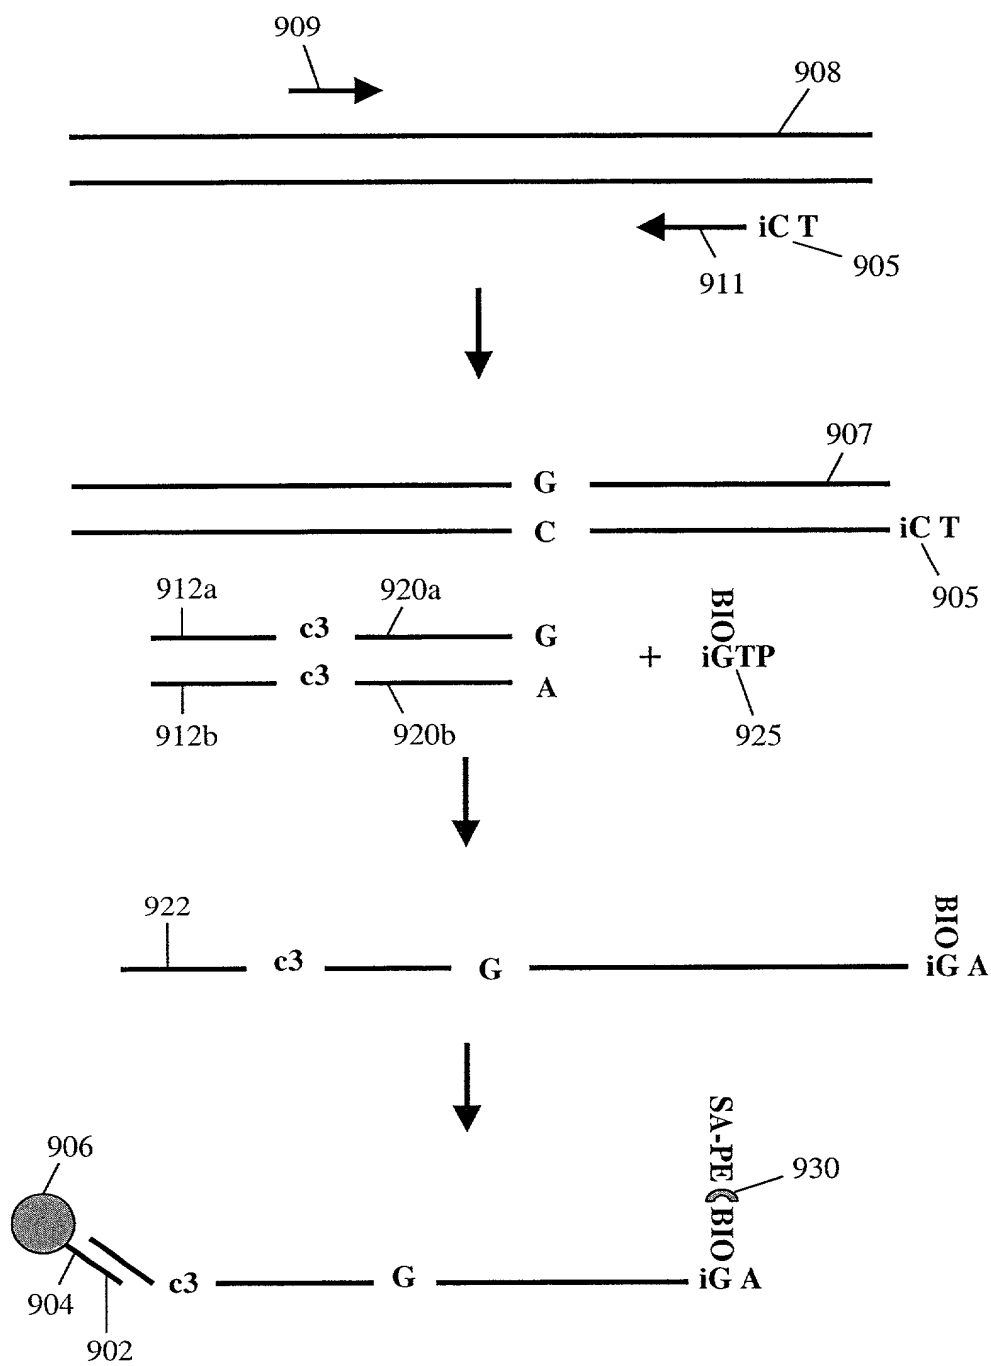 909
908
iC T
905
911
907
G
C
iC T
905
912a
920a
c3
G
BIO
+
iGTP
c3
A
912b
920b
925
922
c3
G
BIO
iG A
SA-PE
930
906
BIO
c3
G
iG A
904
902